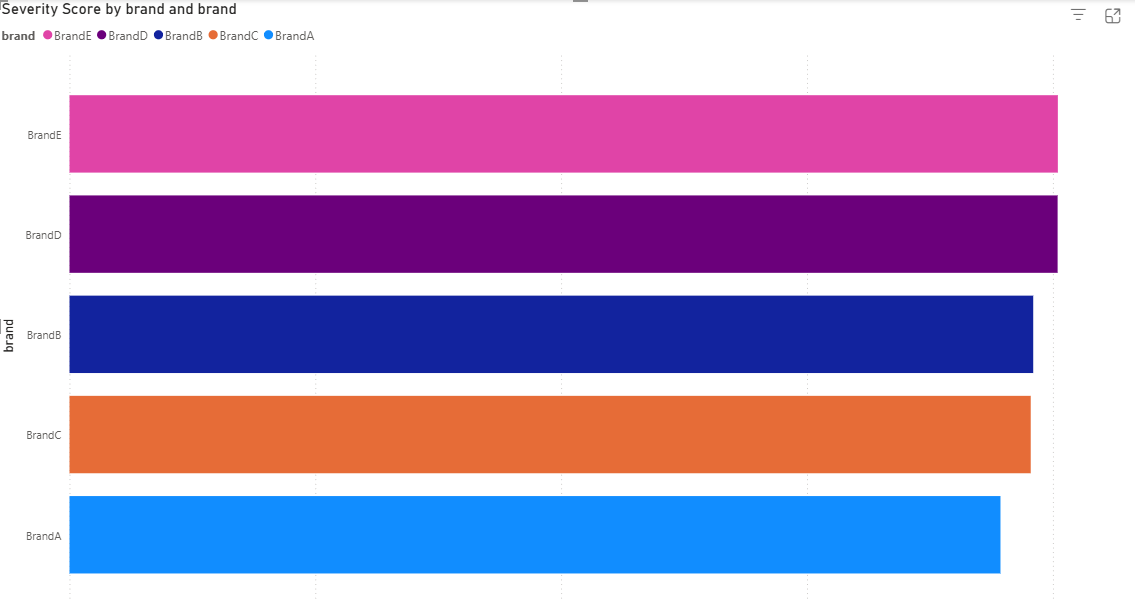 Severity Score by brand and brand
brand BrandE BrandD BrandB BrandC BrandA
BrandE
BrandD
BrandB
BrandC
BrandA
brand